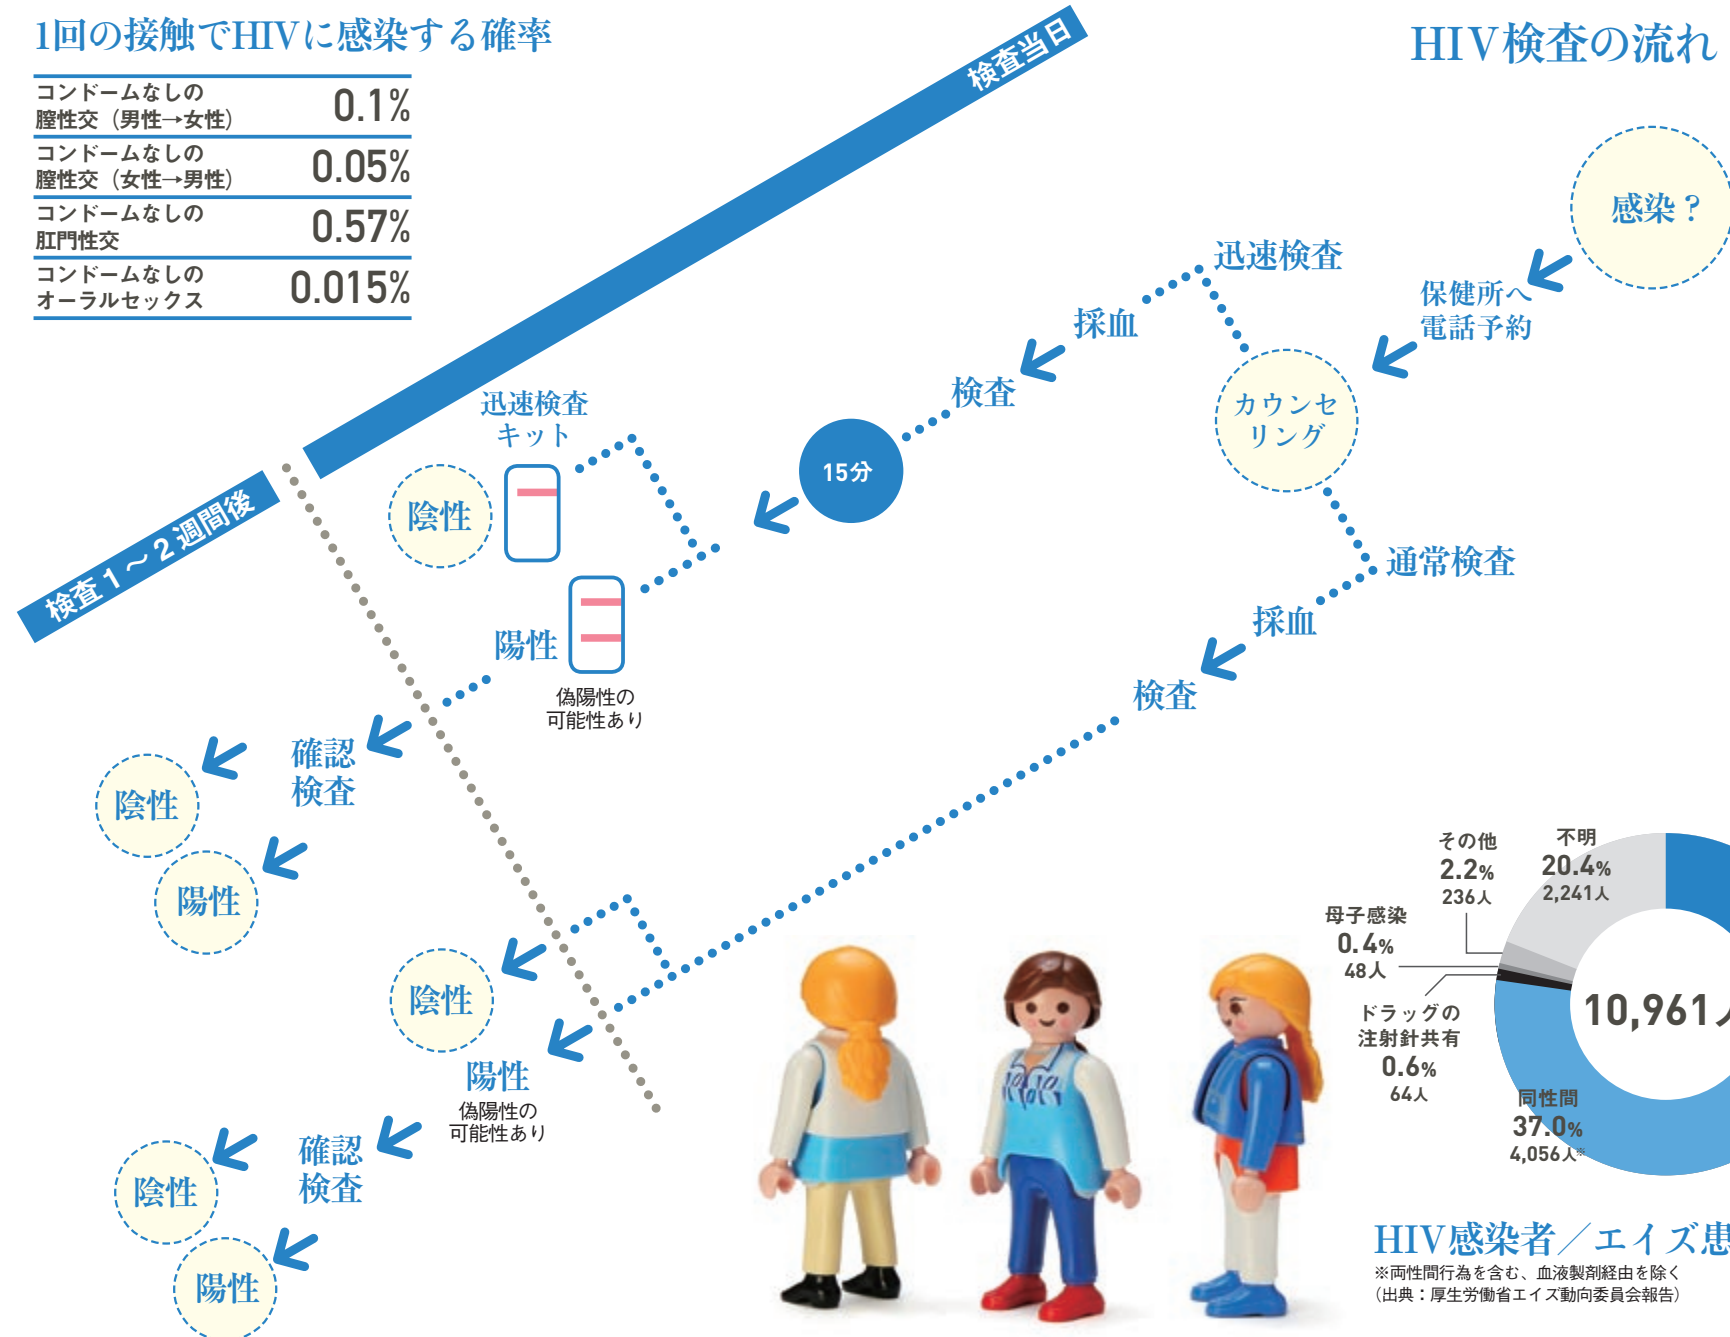 1回の接触でHIVに感染する確率
コンドームなしの
膣性交（男性→女性）
0.1%
コンドームなしの
膣性交（女性→男性）
0.05%
コンドームなしの
肛門性交
0.57%
コンドームなしの
オーラルセックス
0.015%
HIV検査の流れ
検査当日
検査1～2週間後
感染？
保健所へ
電話予約
カウンセ
リング
迅速検査
採血
検査
15分
迅速検査
キット
陰性
陽性
偽陽性の
可能性あり
確認
検査
陰性
陽性
通常検査
採血
検査
陰性
陽性
偽陽性の
可能性あり
確認
検査
陰性
陽性
不明
20.4%
2,241人
その他
2.2%
236人
母子感染
0.4%
48人
ドラッグの
注射針共有
0.6%
64人
同性間
37.0%
4,056人※
10,961人
HIV感染者／エイズ患
※両性間行為を含む、血液製剤経由を除く
（出典：厚生労働省エイズ動向委員会報告）